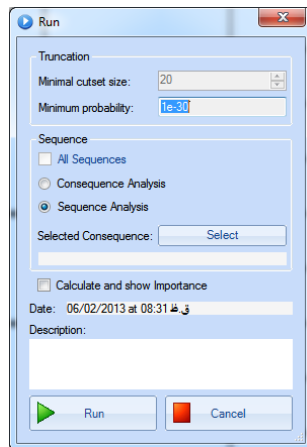 Run
Truncation
Minimal cutset size: 20
Minimum probability: 1e-30
Sequence
All Sequences
Consequence Analysis
Sequence Analysis
Selected Consequence: Select
Calculate and show Importance
Date: 06/02/2013 at 08:31 ق.ظ
Description:
Run Cancel